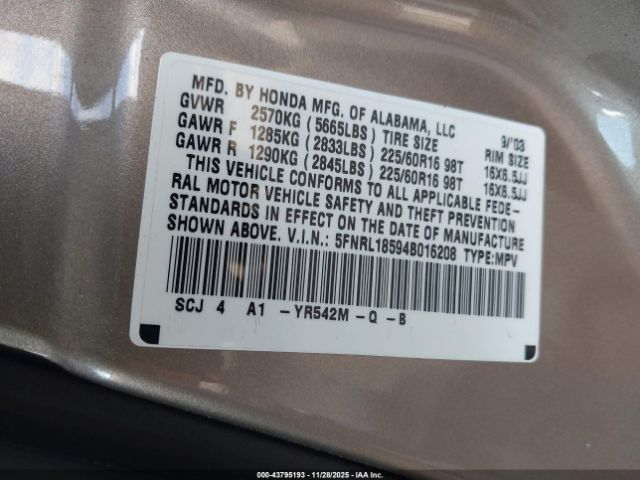 MFD. BY HONDA MFG. OF ALABAMA, LLC 9/'03
GVWR 2570KG (5665LBS) TIRE SIZE RIM SIZE
GAWR F 1285KG (2833LBS) 225/60R16 98T 16X6.5JJ
GAWR R 1290KG (2845LBS) 225/60R16 98T 16X6.5JJ
THIS VEHICLE CONFORMS TO ALL APPLICABLE FEDE-
RAL MOTOR VEHICLE SAFETY AND THEFT PREVENTION
STANDARDS IN EFFECT ON THE DATE OF MANUFACTURE
SHOWN ABOVE. V.I.N.: 5FNRL18594B016208 TYPE:MPV
SCJ 4 A1 -YR542M-Q-B
000-43795193 - 11/28/2025 - IAA Inc.